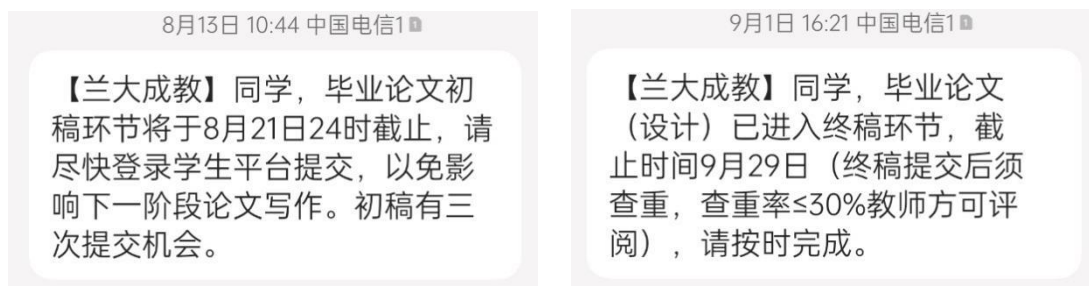 8月13日 10:44 中国电信1
【兰大成教】同学，毕业论文初
稿环节将于8月21日24时截止，请
尽快登录学生平台提交，以免影
响下一阶段论文写作。初稿有三
次提交机会。
9月1日 16:21 中国电信1
【兰大成教】同学，毕业论文
（设计）已进入终稿环节，截
止时间9月29日（终稿提交后须
查重，查重率≤30%教师方可评
阅），请按时完成。